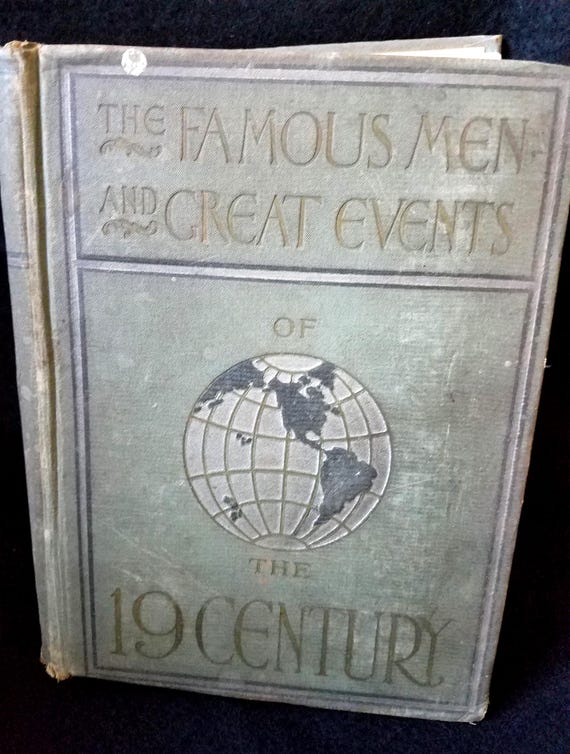 THE FAMOUS MEN
AND GREAT EVENTS
OF
THE
19 CENTURY